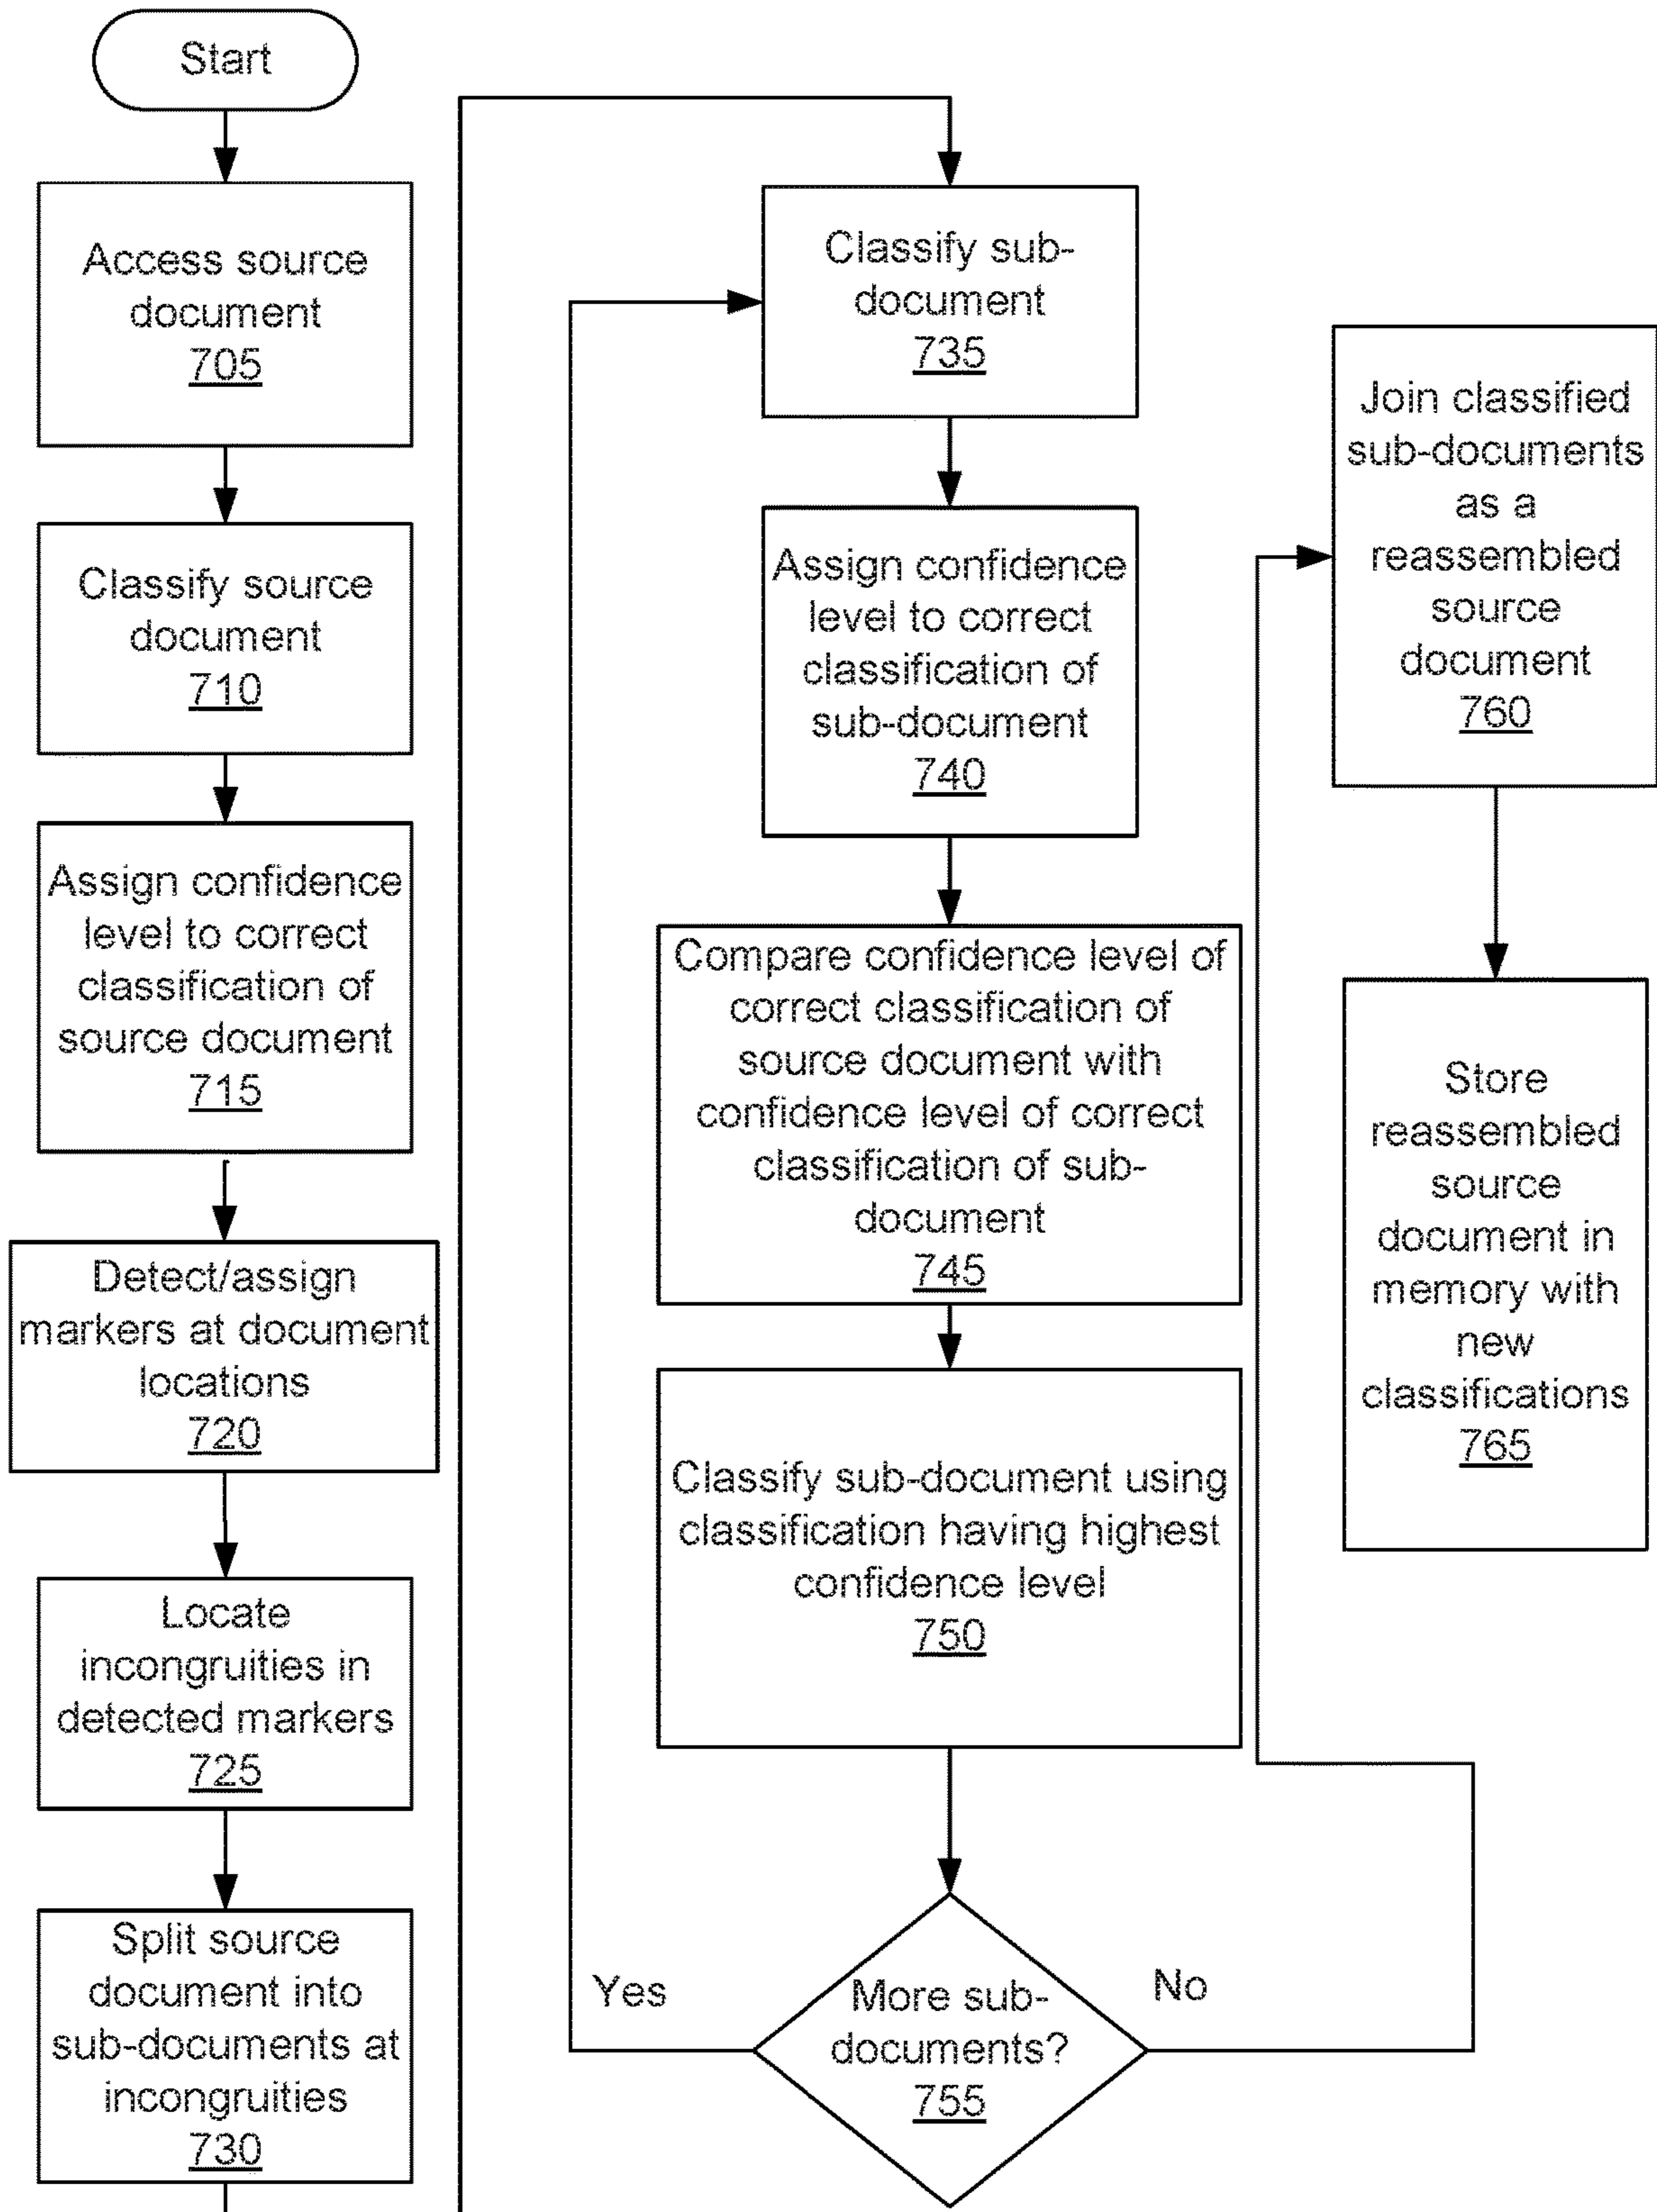 Start
Access source
document
705
Classify source
document
710
Assign confidence
level to correct
classification of
source document
715
Detect/assign
markers at document
locations
720
Locate
incongruities in
detected markers
725
Split source
document into
sub-documents at
incongruities
730
Classify sub-
document
735
Assign confidence
level to correct
classification of
sub-document
740
Compare confidence level of
correct classification of
source document with
confidence level of correct
classification of sub-
document
745
Classify sub-document using
classification having highest
confidence level
750
Yes
More sub-
documents?
755
No
Join classified
sub-documents
as a
reassembled
source
document
760
Store
reassembled
source
document in
memory with
new
classifications
765